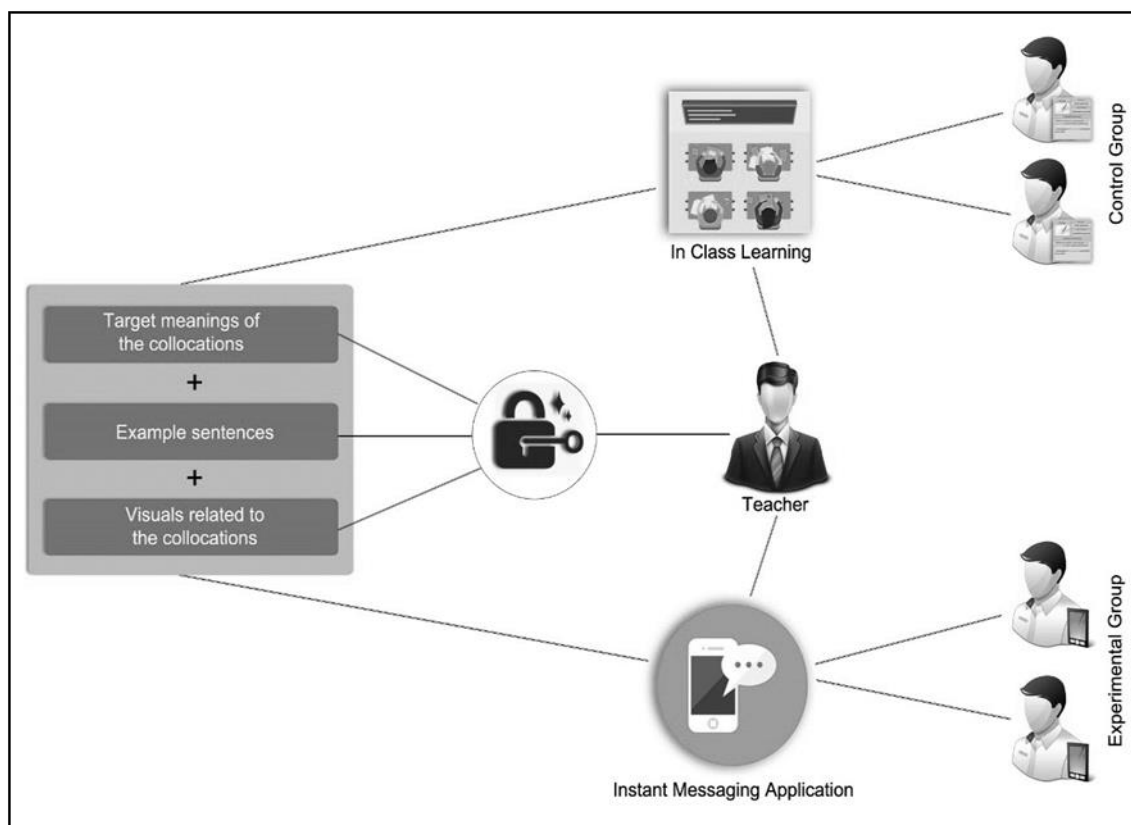 In Class Learning
Control Group
Target meanings of
the collocations
+
Example sentences
+
Visuals related to
the collocations
Teacher
Instant Messaging Application
Experimental Group